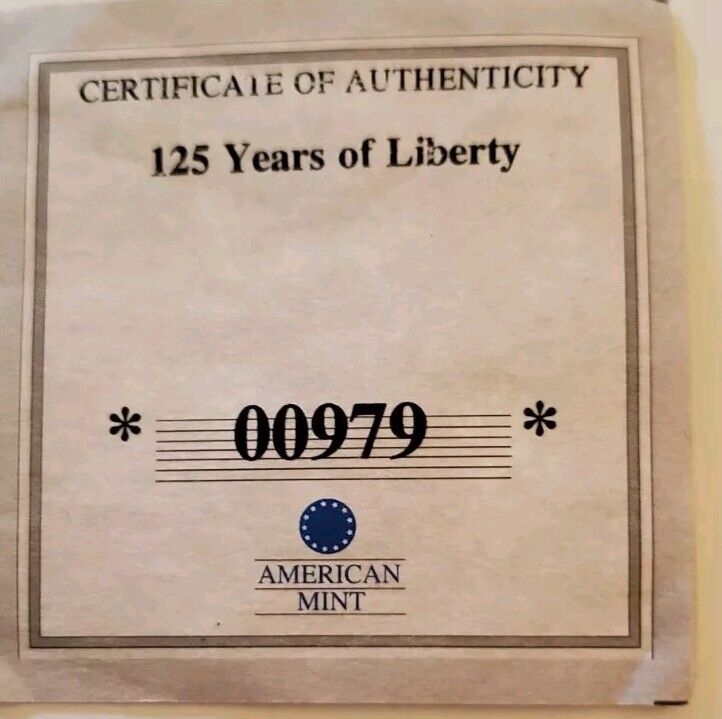 CERTIFICATE OF AUTHENTICITY
125 Years of Liberty
* 00979 *
AMERICAN
MINT